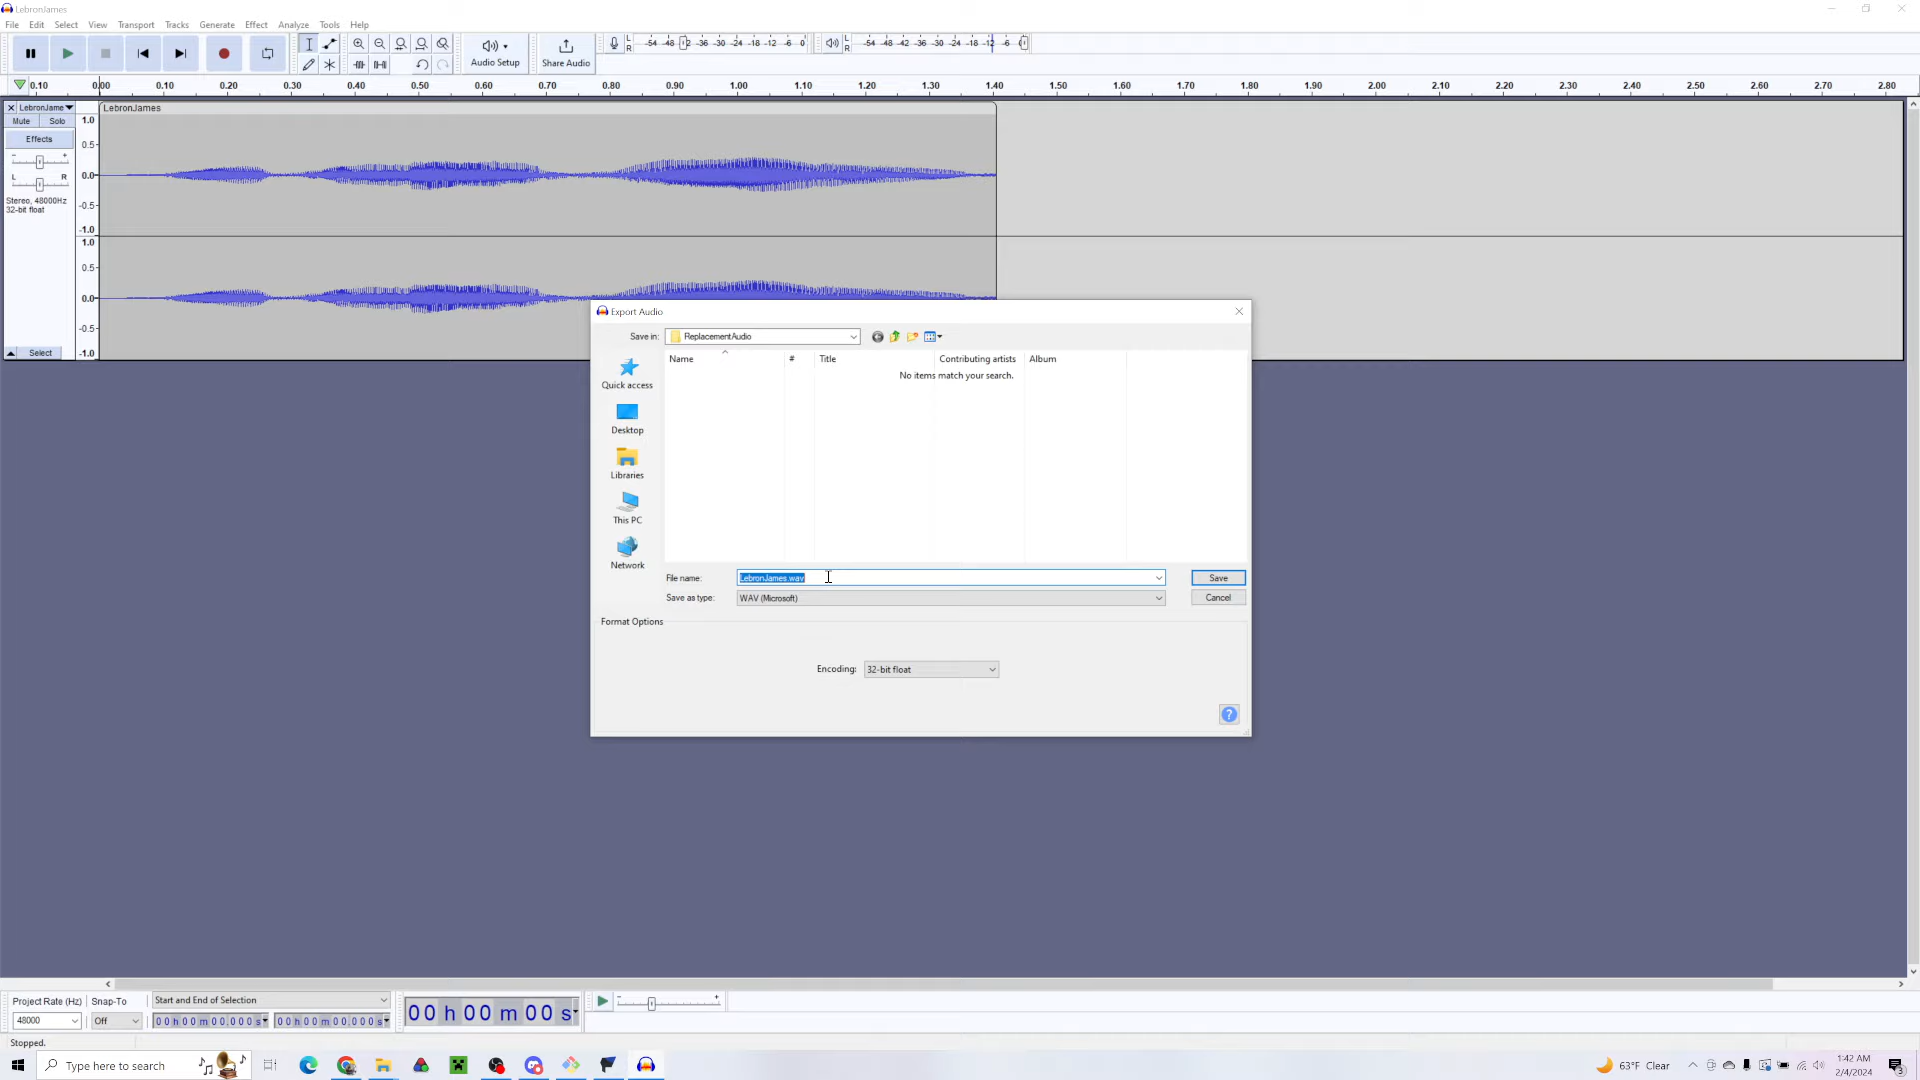 LebronJames
File Edit Select View Transport Tracks Generate Effect Analyze Tools Help
Audio Setup
Share Audio
L R -54 -48 -42 -36 -30 -24 -18 -12 -6 0
L R -54 -48 -42 -36 -30 -24 -18 -12 -6 0
0.10 0.00 0.10 0.20 0.30 0.40 0.50 0.60 0.70 0.80 0.90 1.00 1.10 1.20 1.30 1.40 1.50 1.60 1.70 1.80 1.90 2.00 2.10 2.20 2.30 2.40 2.50 2.60 2.70 2.80
LebronJame
LebronJames
Mute Solo
Effects
- +
L R
Stereo, 48000Hz
32-bit float
Select
1.0
0.5
0.0
-0.5
-1.0
1.0
0.5
0.0
-0.5
-1.0
Export Audio
Save in: ReplacementAudio
Name # Title Contributing artists Album
No items match your search.
Quick access
Desktop
Libraries
This PC
Network
File name: LebronJames.wav Save
Save as type: WAV (Microsoft) Cancel
Format Options
Encoding: 32-bit float
?
Project Rate (Hz) Snap-To Start and End of Selection
48000 Off 00 h 00 m 00.000 s 00 h 00 m 00.000 s
00 h 00 m 00 s
- +
Stopped.
Type here to search
63°F Clear
1:42 AM
2/4/2024
3